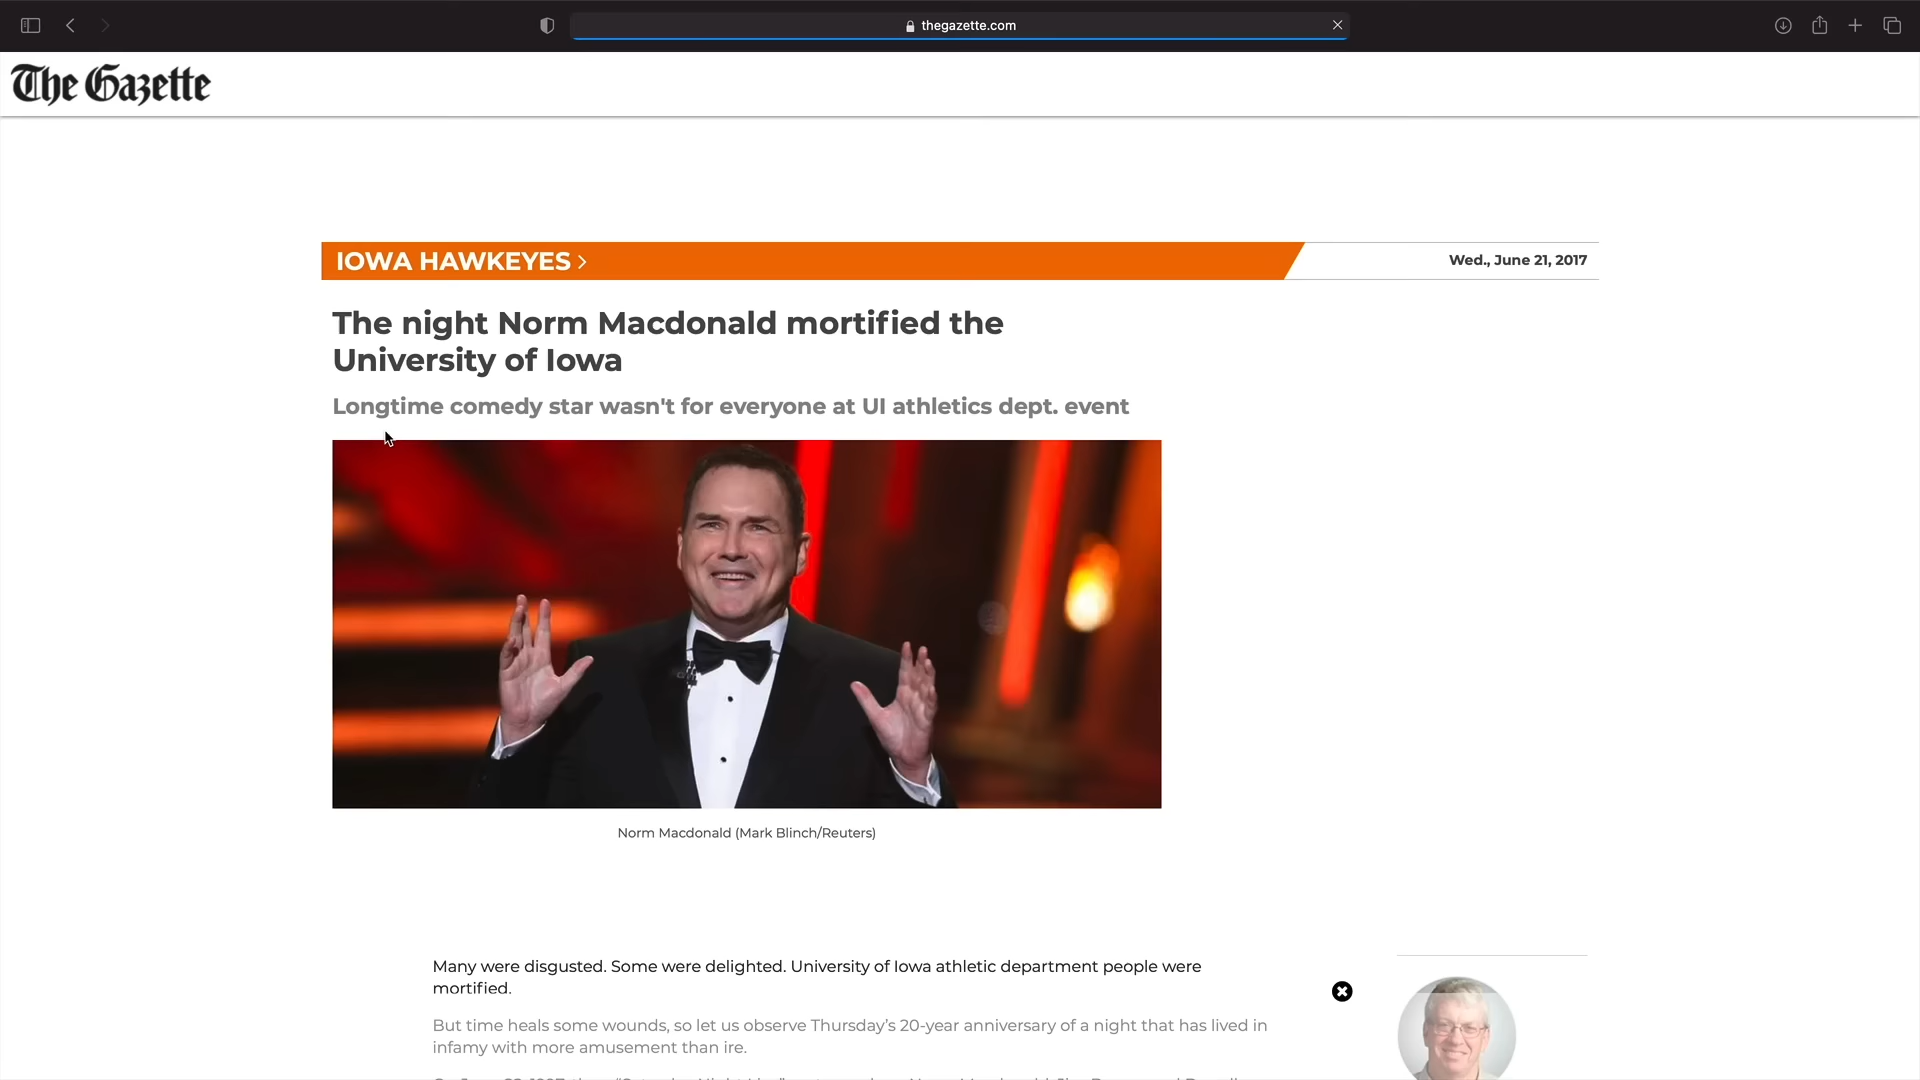 thegazette.com
The Gazette
IOWA HAWKEYES >
Wed., June 21, 2017
The night Norm Macdonald mortified the
University of Iowa
Longtime comedy star wasn't for everyone at UI athletics dept. event
Norm Macdonald (Mark Blinch/Reuters)
Many were disgusted. Some were delighted. University of Iowa athletic department people were
mortified.
But time heals some wounds, so let us observe Thursday's 20-year anniversary of a night that has lived in
infamy with more amusement than ire.